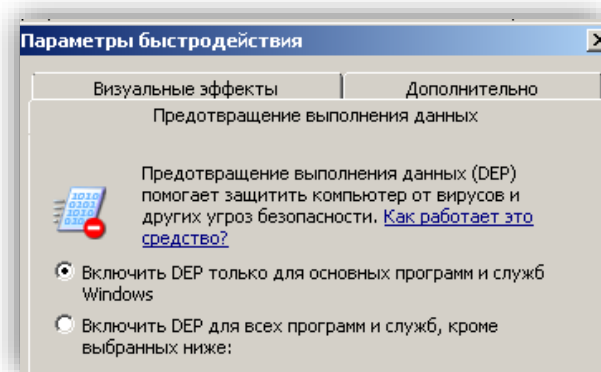 Параметры быстродействия
Визуальные эффекты
Дополнительно
Предотвращение выполнения данных
Предотвращение выполнения данных (DEP)
помогает защитить компьютер от вирусов и
других угроз безопасности. Как работает это
средство?
Включить DEP только для основных программ и служб
Windows
Включить DEP для всех программ и служб, кроме
выбранных ниже: